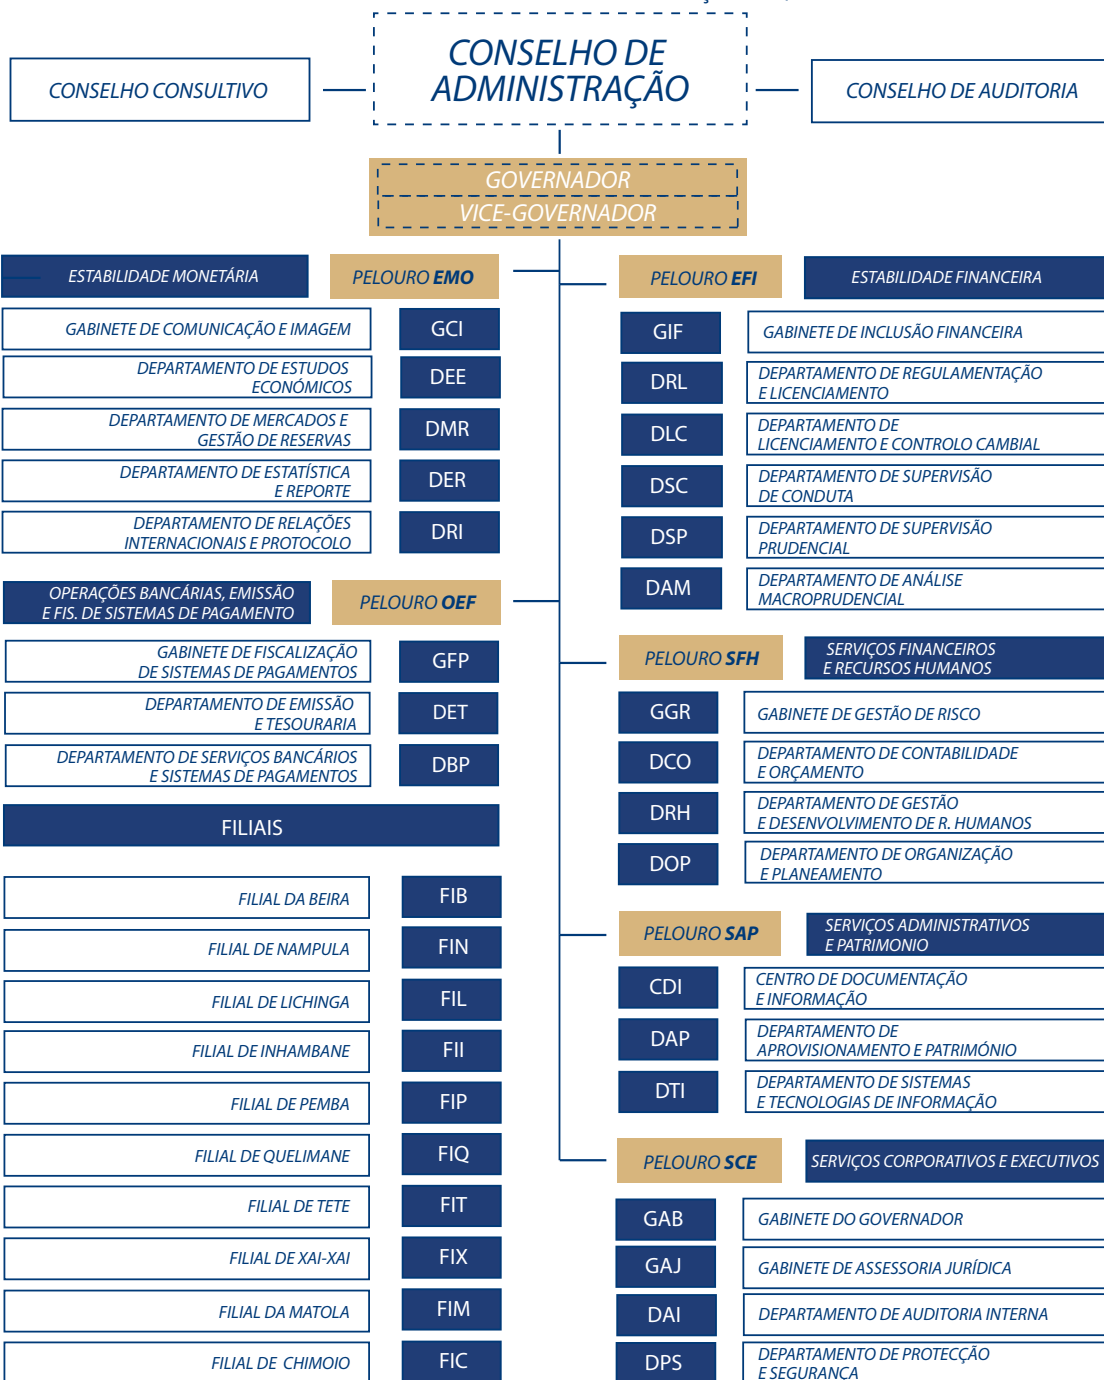 CONSELHO DE
ADMINISTRAÇÃO
CONSELHO CONSULTIVO
CONSELHO DE AUDITORIA
GOVERNADOR
VICE-GOVERNADOR
ESTABILIDADE MONETÁRIA
PELOURO EMO
GABINETE DE COMUNICAÇÃO E IMAGEM
GCI
DEPARTAMENTO DE ESTUDOS
ECONÓMICOS
DEE
DEPARTAMENTO DE MERCADOS E
GESTÃO DE RESERVAS
DMR
DEPARTAMENTO DE ESTATÍSTICA
E REPORTE
DER
DEPARTAMENTO DE RELAÇÕES
INTERNACIONAIS E PROTOCOLO
DRI
OPERAÇÕES BANCÁRIAS, EMISSÃO
E FIS. DE SISTEMAS DE PAGAMENTO
PELOURO OEF
GABINETE DE FISCALIZAÇÃO
DE SISTEMAS DE PAGAMENTOS
GFP
DEPARTAMENTO DE EMISSÃO
E TESOURARIA
DET
DEPARTAMENTO DE SERVIÇOS BANCÁRIOS
E SISTEMAS DE PAGAMENTOS
DBP
FILIAIS
FILIAL DA BEIRA
FIB
FILIAL DE NAMPULA
FIN
FILIAL DE LICHINGA
FIL
FILIAL DE INHAMBANE
FII
FILIAL DE PEMBA
FIP
FILIAL DE QUELIMANE
FIQ
FILIAL DE TETE
FIT
FILIAL DE XAI-XAI
FIX
FILIAL DA MATOLA
FIM
FILIAL DE CHIMOIO
FIC
PELOURO EFI
ESTABILIDADE FINANCEIRA
GIF
GABINETE DE INCLUSÃO FINANCEIRA
DRL
DEPARTAMENTO DE REGULAMENTAÇÃO
E LICENCIAMENTO
DLC
DEPARTAMENTO DE
LICENCIAMENTO E CONTROLO CAMBIAL
DSC
DEPARTAMENTO DE SUPERVISÃO
DE CONDUTA
DSP
DEPARTAMENTO DE SUPERVISÃO
PRUDENCIAL
DAM
DEPARTAMENTO DE ANÁLISE
MACROPRUDENCIAL
PELOURO SFH
SERVIÇOS FINANCEIROS
E RECURSOS HUMANOS
GGR
GABINETE DE GESTÃO DE RISCO
DCO
DEPARTAMENTO DE CONTABILIDADE
E ORÇAMENTO
DRH
DEPARTAMENTO DE GESTÃO
E DESENVOLVIMENTO DE R. HUMANOS
DOP
DEPARTAMENTO DE ORGANIZAÇÃO
E PLANEAMENTO
PELOURO SAP
SERVIÇOS ADMINISTRATIVOS
E PATRIMONIO
CDI
CENTRO DE DOCUMENTAÇÃO
E INFORMAÇÃO
DAP
DEPARTAMENTO DE
APROVISIONAMENTO E PATRIMÓNIO
DTI
DEPARTAMENTO DE SISTEMAS
E TECNOLOGIAS DE INFORMAÇÃO
PELOURO SCE
SERVIÇOS CORPORATIVOS E EXECUTIVOS
GAB
GABINETE DO GOVERNADOR
GAJ
GABINETE DE ASSESSORIA JURÍDICA
DAI
DEPARTAMENTO DE AUDITORIA INTERNA
DPS
DEPARTAMENTO DE PROTECÇÃO
E SEGURANÇA